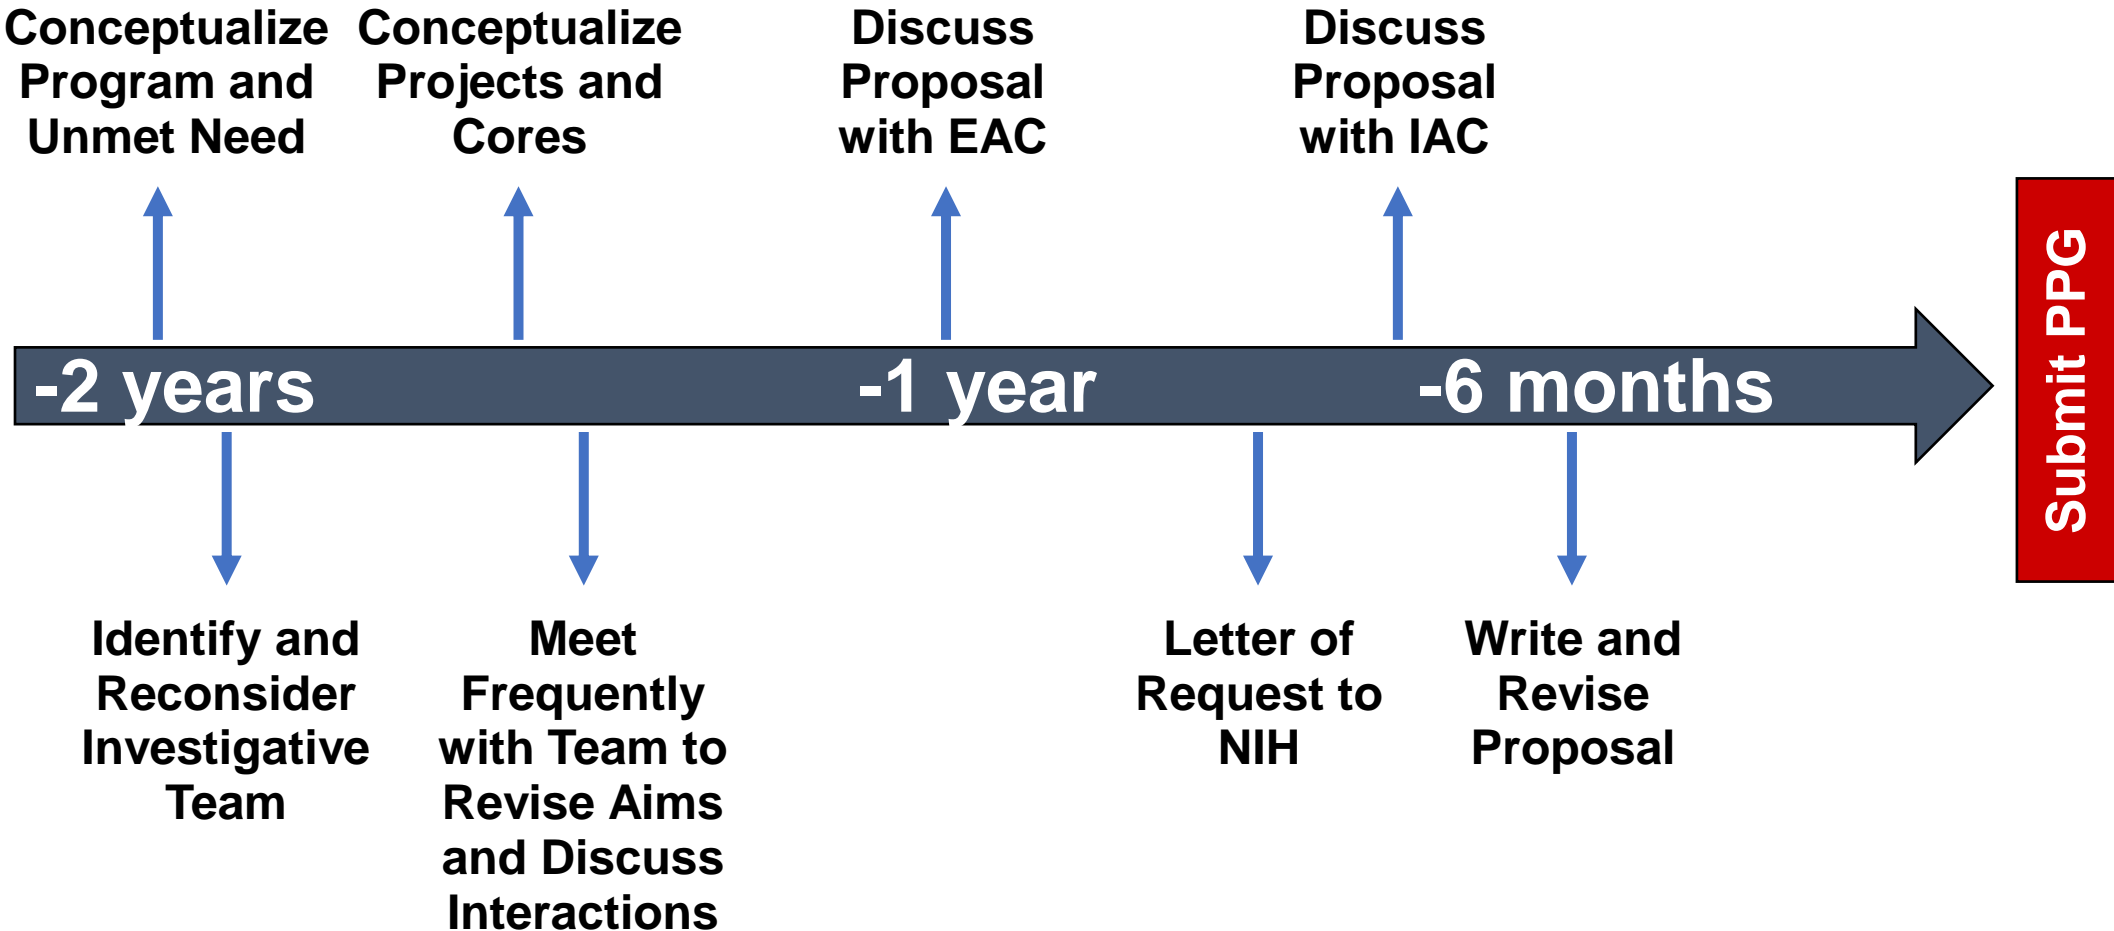 Conceptualize
Program and
Unmet Need
Conceptualize
Projects and
Cores
Discuss
Proposal
with EAC
Discuss
Proposal
with IAC
-2 years
-1 year
-6 months
Submit PPG
Identify and
Reconsider
Investigative
Team
Meet
Frequently
with Team to
Revise Aims
and Discuss
Interactions
Letter of
Request to
NIH
Write and
Revise
Proposal